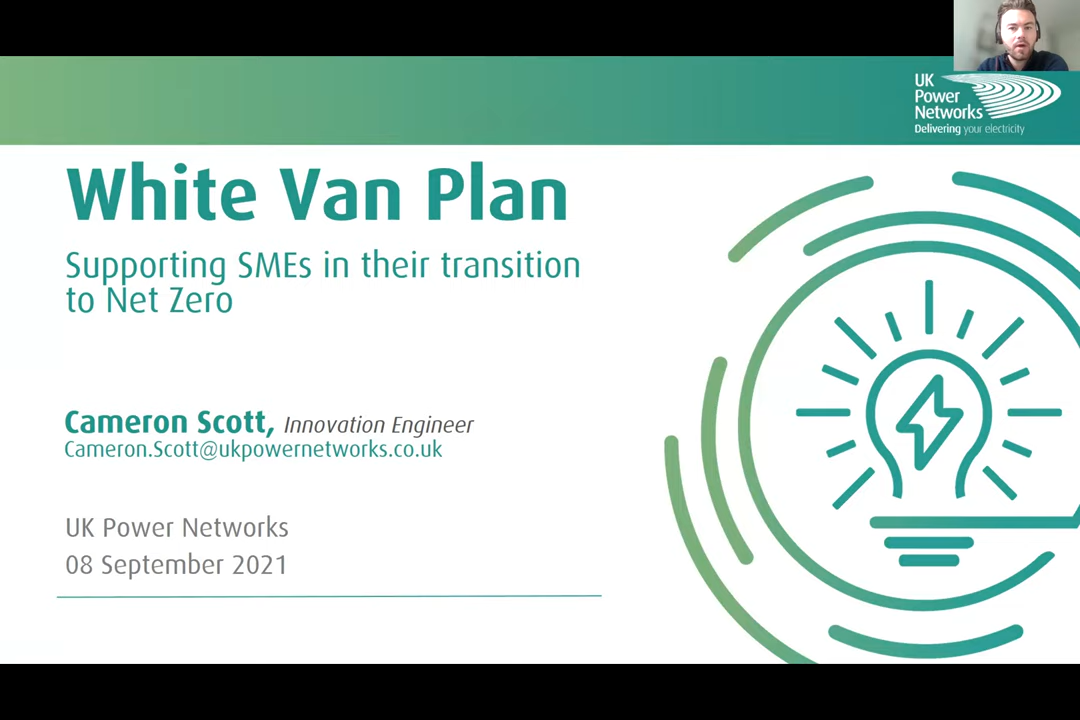 UK
Power
Networks
Delivering your electricity
White Van Plan
Supporting SMEs in their transition
to Net Zero
Cameron Scott, Innovation Engineer
Cameron.Scott@ukpowernetworks.co.uk
UK Power Networks
08 September 2021